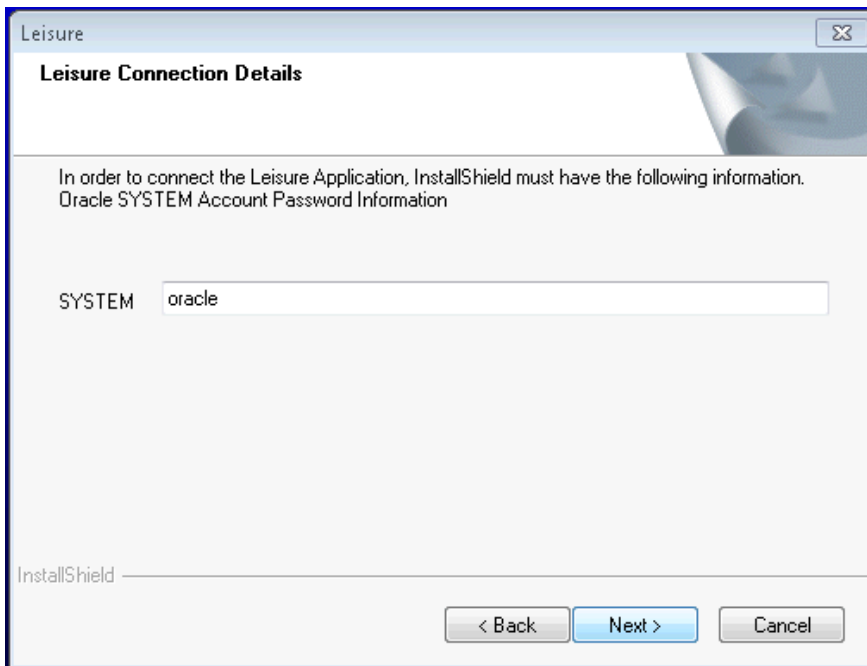 Leisure
Leisure Connection Details
In order to connect the Leisure Application, InstallShield must have the following information.
Oracle SYSTEM Account Password Information
SYSTEM oracle
InstallShield
< Back Next > Cancel